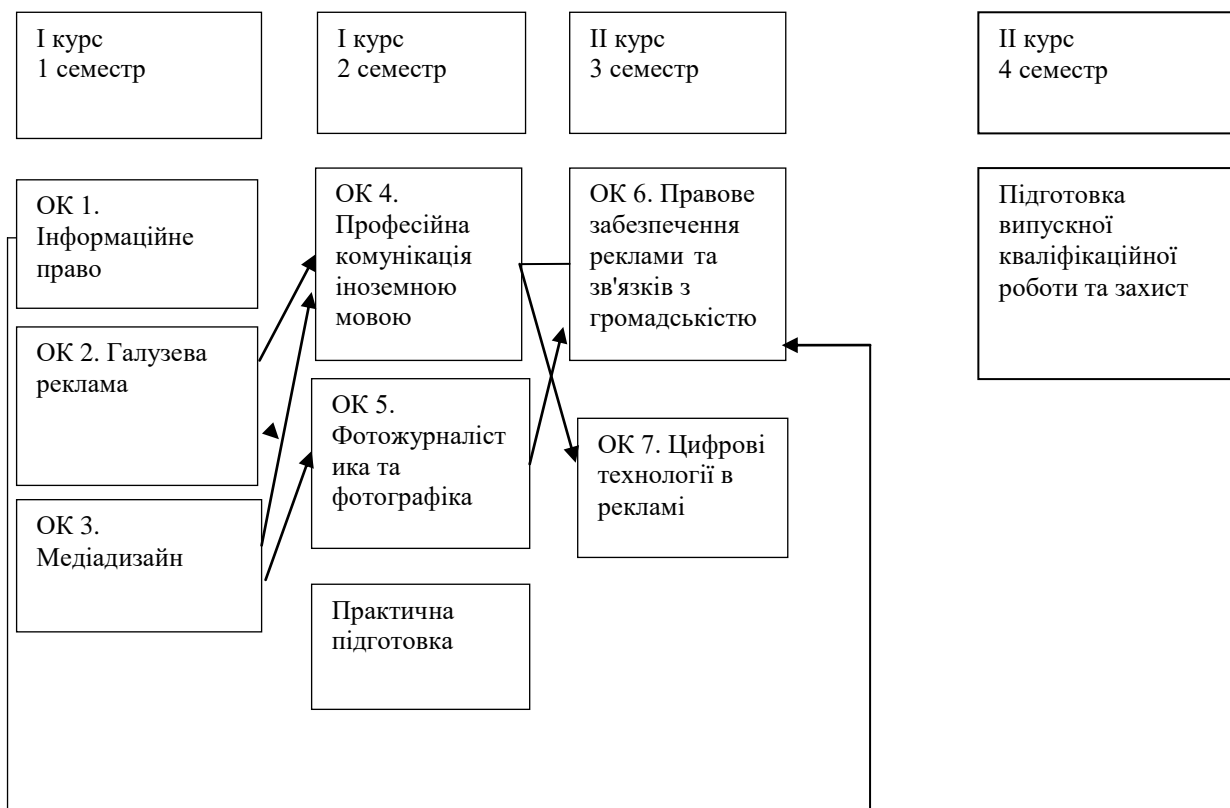 І курс
1 семестр
І курс
2 семестр
ІІ курс
3 семестр
ІІ курс
4 семестр
ОК 1.
Інформаційне
право
ОК 2. Галузева
реклама
ОК 3.
Медіадизайн
ОК 4.
Професійна
комунікація
іноземною
мовою
ОК 5.
Фотожурналіст
ика та
фотографіка
Практична
підготовка
ОК 6. Правове
забезпечення
реклами та
зв'язків з
громадськістю
ОК 7. Цифрові
технології в
рекламі
Підготовка
випускної
кваліфікаційної
роботи та захист